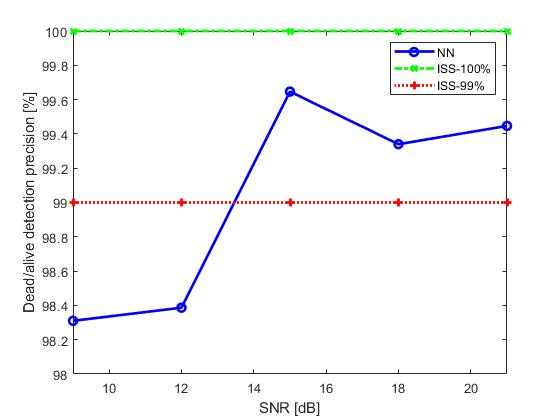 100
99.8
99.6
99.4
99.2
99
98.8
98.6
98.4
98.2
98
Dead/alive detection precision [%]
NN
ISS-100%
ISS-99%
10 12 14 16 18 20
SNR [dB]